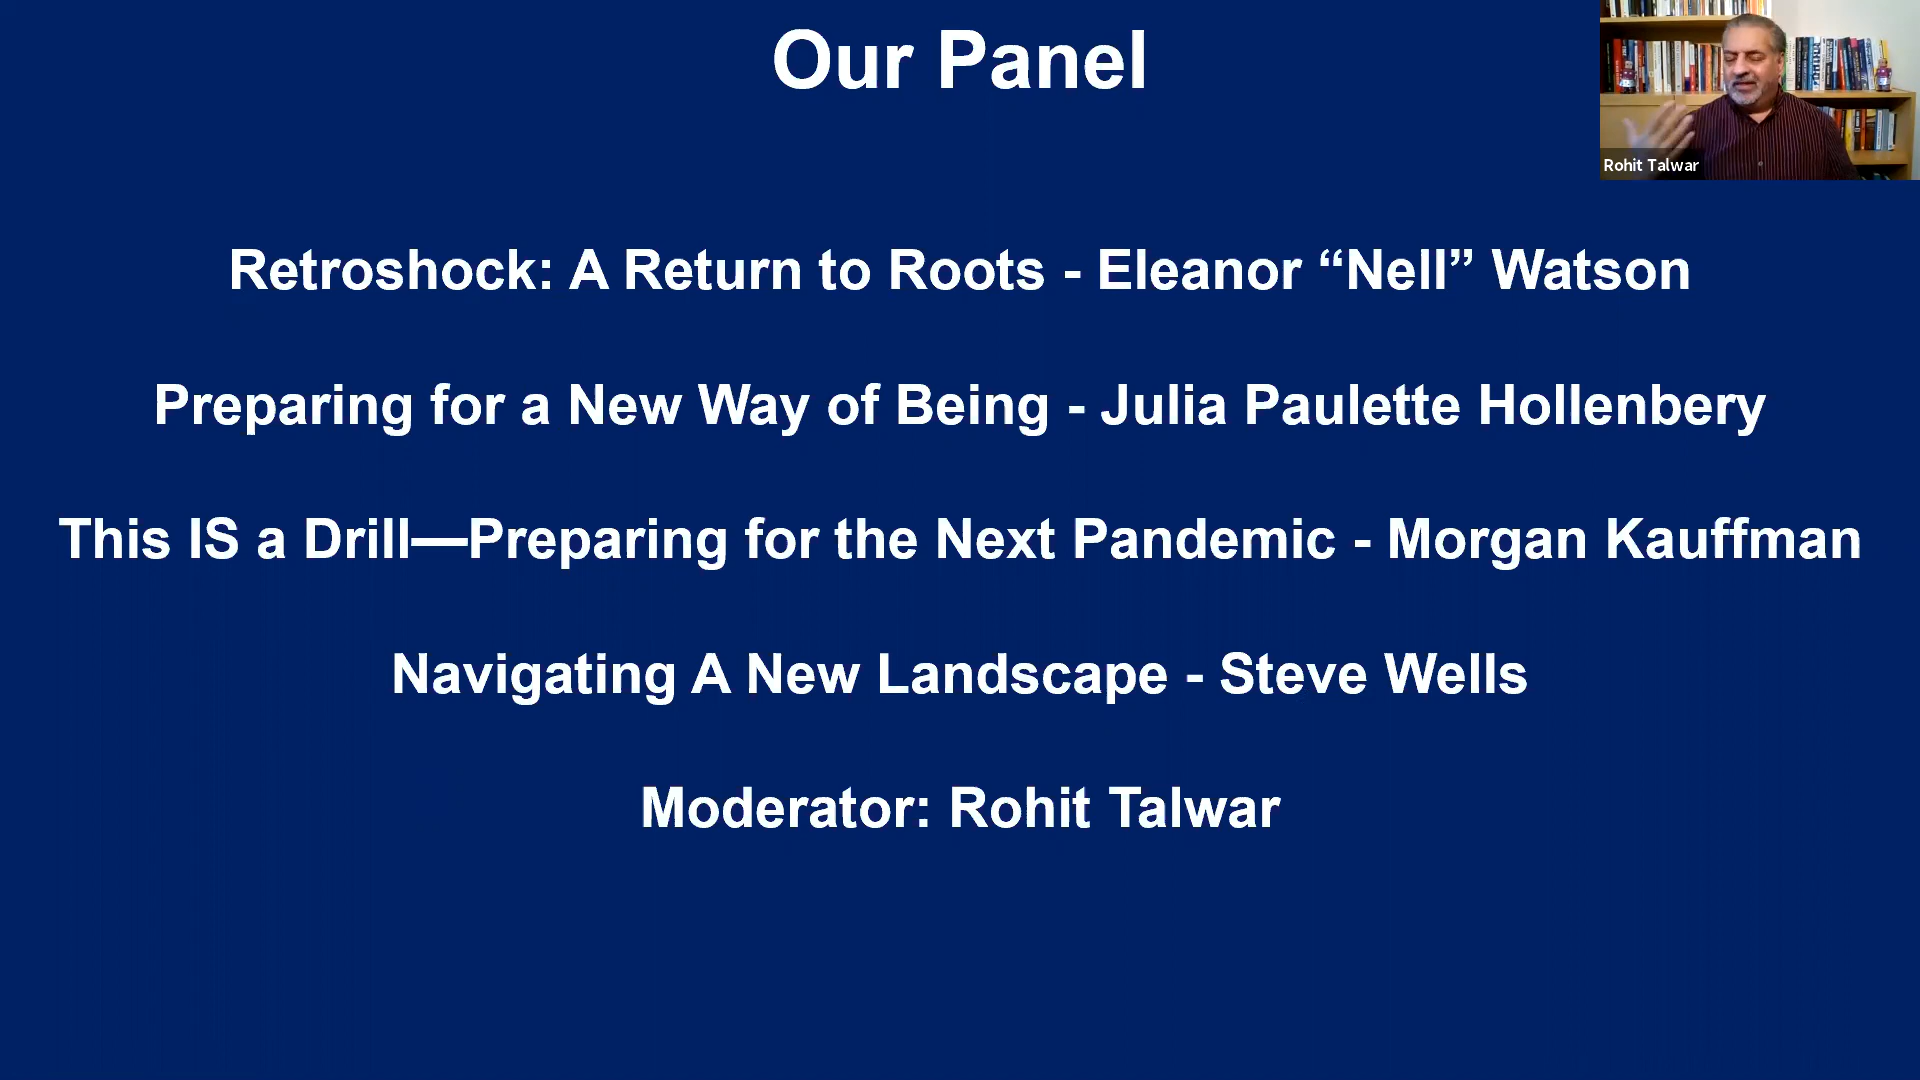 Our Panel
Rohit Talwar
Retroshock: A Return to Roots - Eleanor “Nell” Watson
Preparing for a New Way of Being - Julia Paulette Hollenbery
This IS a Drill—Preparing for the Next Pandemic - Morgan Kauffman
Navigating A New Landscape - Steve Wells
Moderator: Rohit Talwar